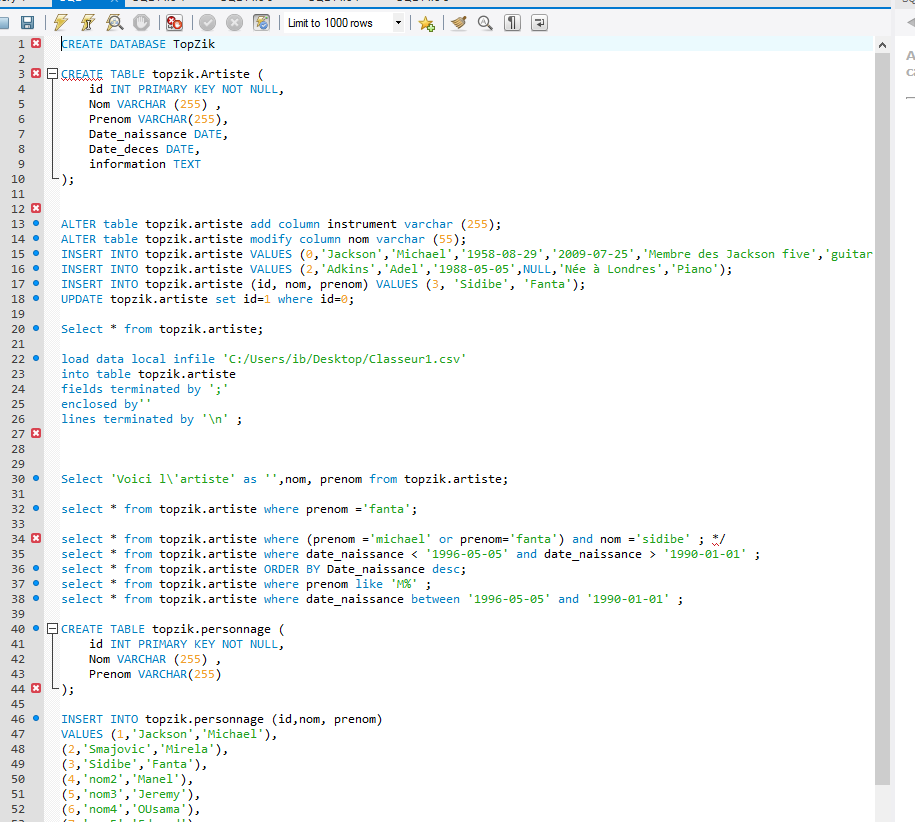 Limit to 1000 rows
1 CREATE DATABASE TopZik
2
3 CREATE TABLE topzik.Artiste (
4 id INT PRIMARY KEY NOT NULL,
5 Nom VARCHAR (255) ,
6 Prenom VARCHAR(255),
7 Date_naissance DATE,
8 Date_deces DATE,
9 information TEXT
10 );
11
12
13 ALTER table topzik.artiste add column instrument varchar (255);
14 ALTER table topzik.artiste modify column nom varchar (55);
15 INSERT INTO topzik.artiste VALUES (0,'Jackson','Michael','1958-08-29','2009-07-25','Membre des Jackson five','guitar
16 INSERT INTO topzik.artiste VALUES (2,'Adkins','Adel','1988-05-05',NULL,'Née à Londres','Piano');
17 INSERT INTO topzik.artiste (id, nom, prenom) VALUES (3, 'Sidibe', 'Fanta');
18 UPDATE topzik.artiste set id=1 where id=0;
19
20 Select * from topzik.artiste;
21
22 load data local infile 'C:/Users/ib/Desktop/Classeur1.csv'
23 into table topzik.artiste
24 fields terminated by ';'
25 enclosed by''
26 lines terminated by '\n' ;
27
28
29
30 Select 'Voici l\'artiste' as '',nom, prenom from topzik.artiste;
31
32 select * from topzik.artiste where prenom ='fanta';
33
34 select * from topzik.artiste where (prenom ='michael' or prenom='fanta') and nom ='sidibe' ; */
35 select * from topzik.artiste where date_naissance < '1996-05-05' and date_naissance > '1990-01-01' ;
36 select * from topzik.artiste ORDER BY Date_naissance desc;
37 select * from topzik.artiste where prenom like 'M%' ;
38 select * from topzik.artiste where date_naissance between '1996-05-05' and '1990-01-01' ;
39
40 CREATE TABLE topzik.personnage (
41 id INT PRIMARY KEY NOT NULL,
42 Nom VARCHAR (255) ,
43 Prenom VARCHAR(255)
44 );
45
46 INSERT INTO topzik.personnage (id,nom, prenom)
47 VALUES (1,'Jackson','Michael'),
48 (2,'Smajovic','Mirela'),
49 (3,'Sidibe','Fanta'),
50 (4,'nom2','Manel'),
51 (5,'nom3','Jeremy'),
52 (6,'nom4','OUsama'),